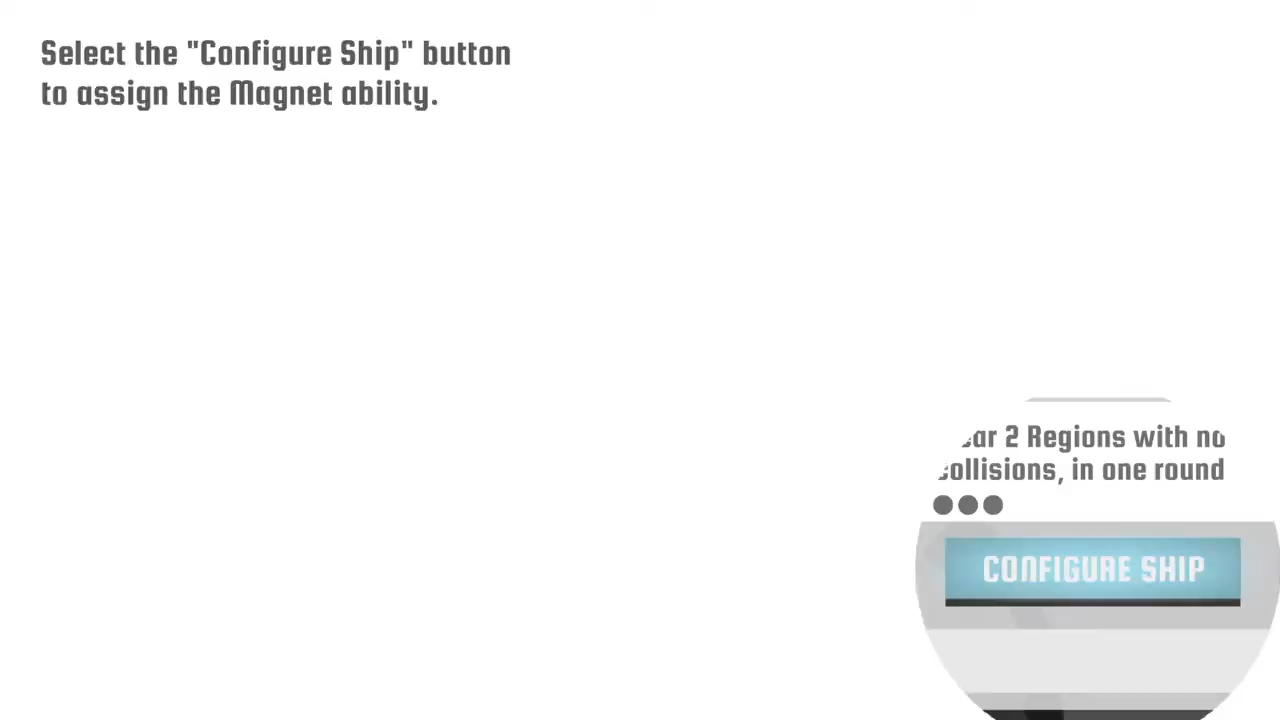 Select the "Configure Ship" button
to assign the Magnet ability.
2 Regions with no
collisions, in one round
CONFIGURE SHIP